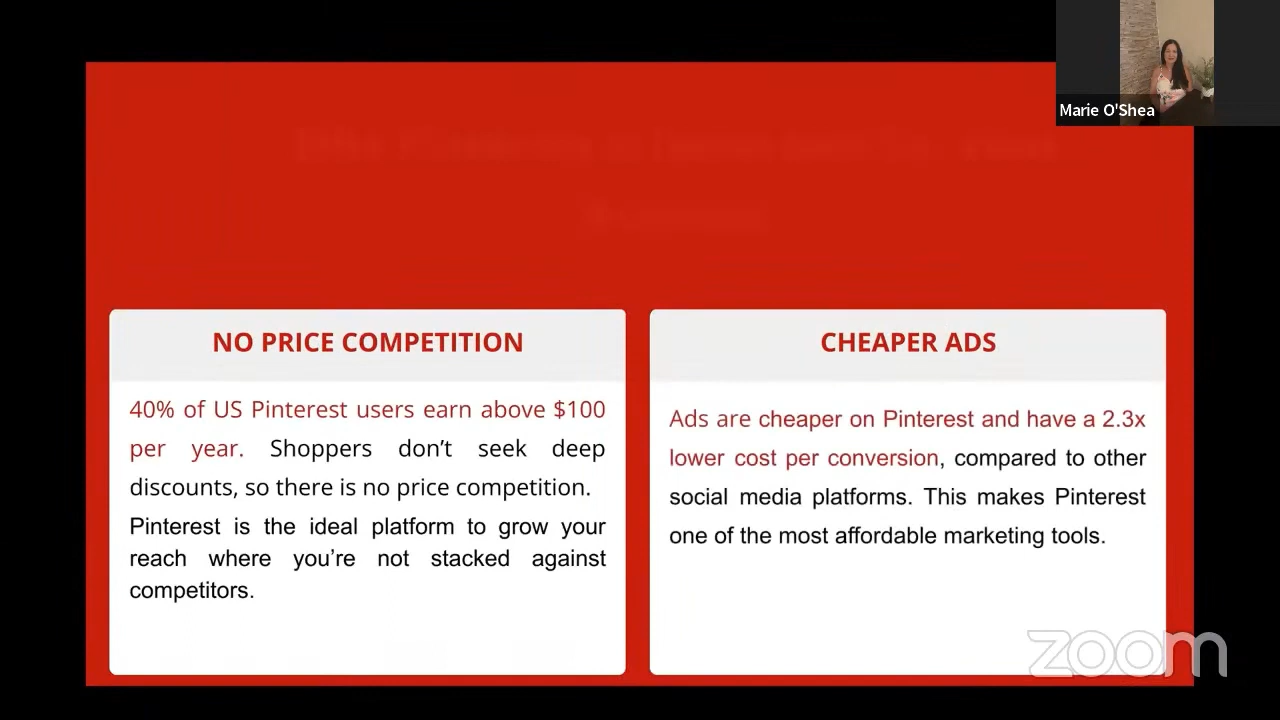 Marie O'Shea
NO PRICE COMPETITION
40% of US Pinterest users earn above $100
per year. Shoppers don’t seek deep
discounts, so there is no price competition.
Pinterest is the ideal platform to grow your
reach where you’re not stacked against
competitors.
CHEAPER ADS
Ads are cheaper on Pinterest and have a 2.3x
lower cost per conversion, compared to other
social media platforms. This makes Pinterest
one of the most affordable marketing tools.
zoom